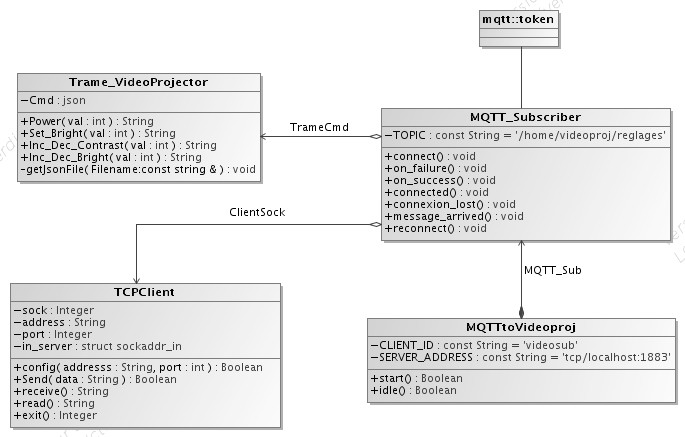 mqtt::token
Trame_VideoProjector
−Cmd : json
+Power( val : int ) : String
+Set_Bright( val : int ) : String
+Inc_Dec_Contrast( val : int ) : String
+Inc_Dec_Bright( val : int ) : String
−getJsonFile( Filename:const string & ) : void
TrameCmd
MQTT_Subscriber
−TOPIC : const String = '/home/videoproj/reglages'
+connect() : void
+on_failure() : void
+on_success() : void
+connected() : void
+connexion_lost() : void
+message_arrived() : void
+reconnect() : void
ClientSock
MQTT_Sub
TCPClient
−sock : Integer
−address : String
−port : Integer
−in_server : struct sockaddr_in
+config( addresss : String, port : int ) : Boolean
+Send( data : String ) : Boolean
+receive() : String
+read() : String
+exit() : Integer
MQTTtoVideoproj
−CLIENT_ID : const String = 'videosub'
−SERVER_ADDRESS : const String = 'tcp/localhost:1883'
+start() : Boolean
+idle() : Boolean